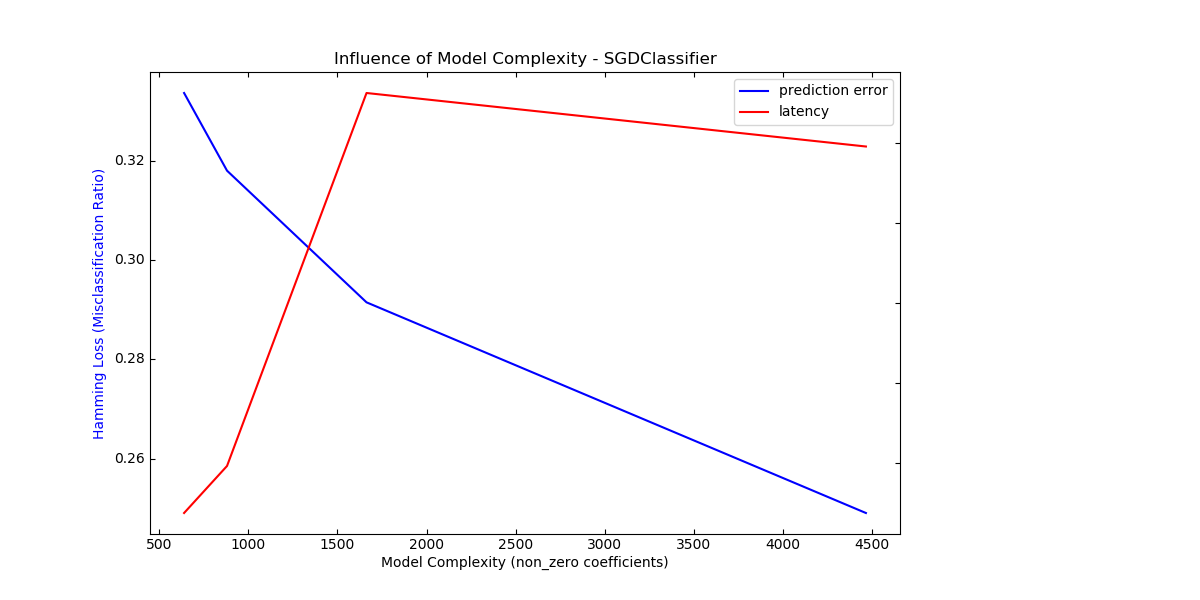 Influence of Model Complexity - SGDClassifier
prediction error
latency
Hamming Loss (Misclassification Ratio)
0.32
0.30
0.28
0.26
500 1000 1500 2000 2500 3000 3500 4000 4500
Model Complexity (non_zero coefficients)